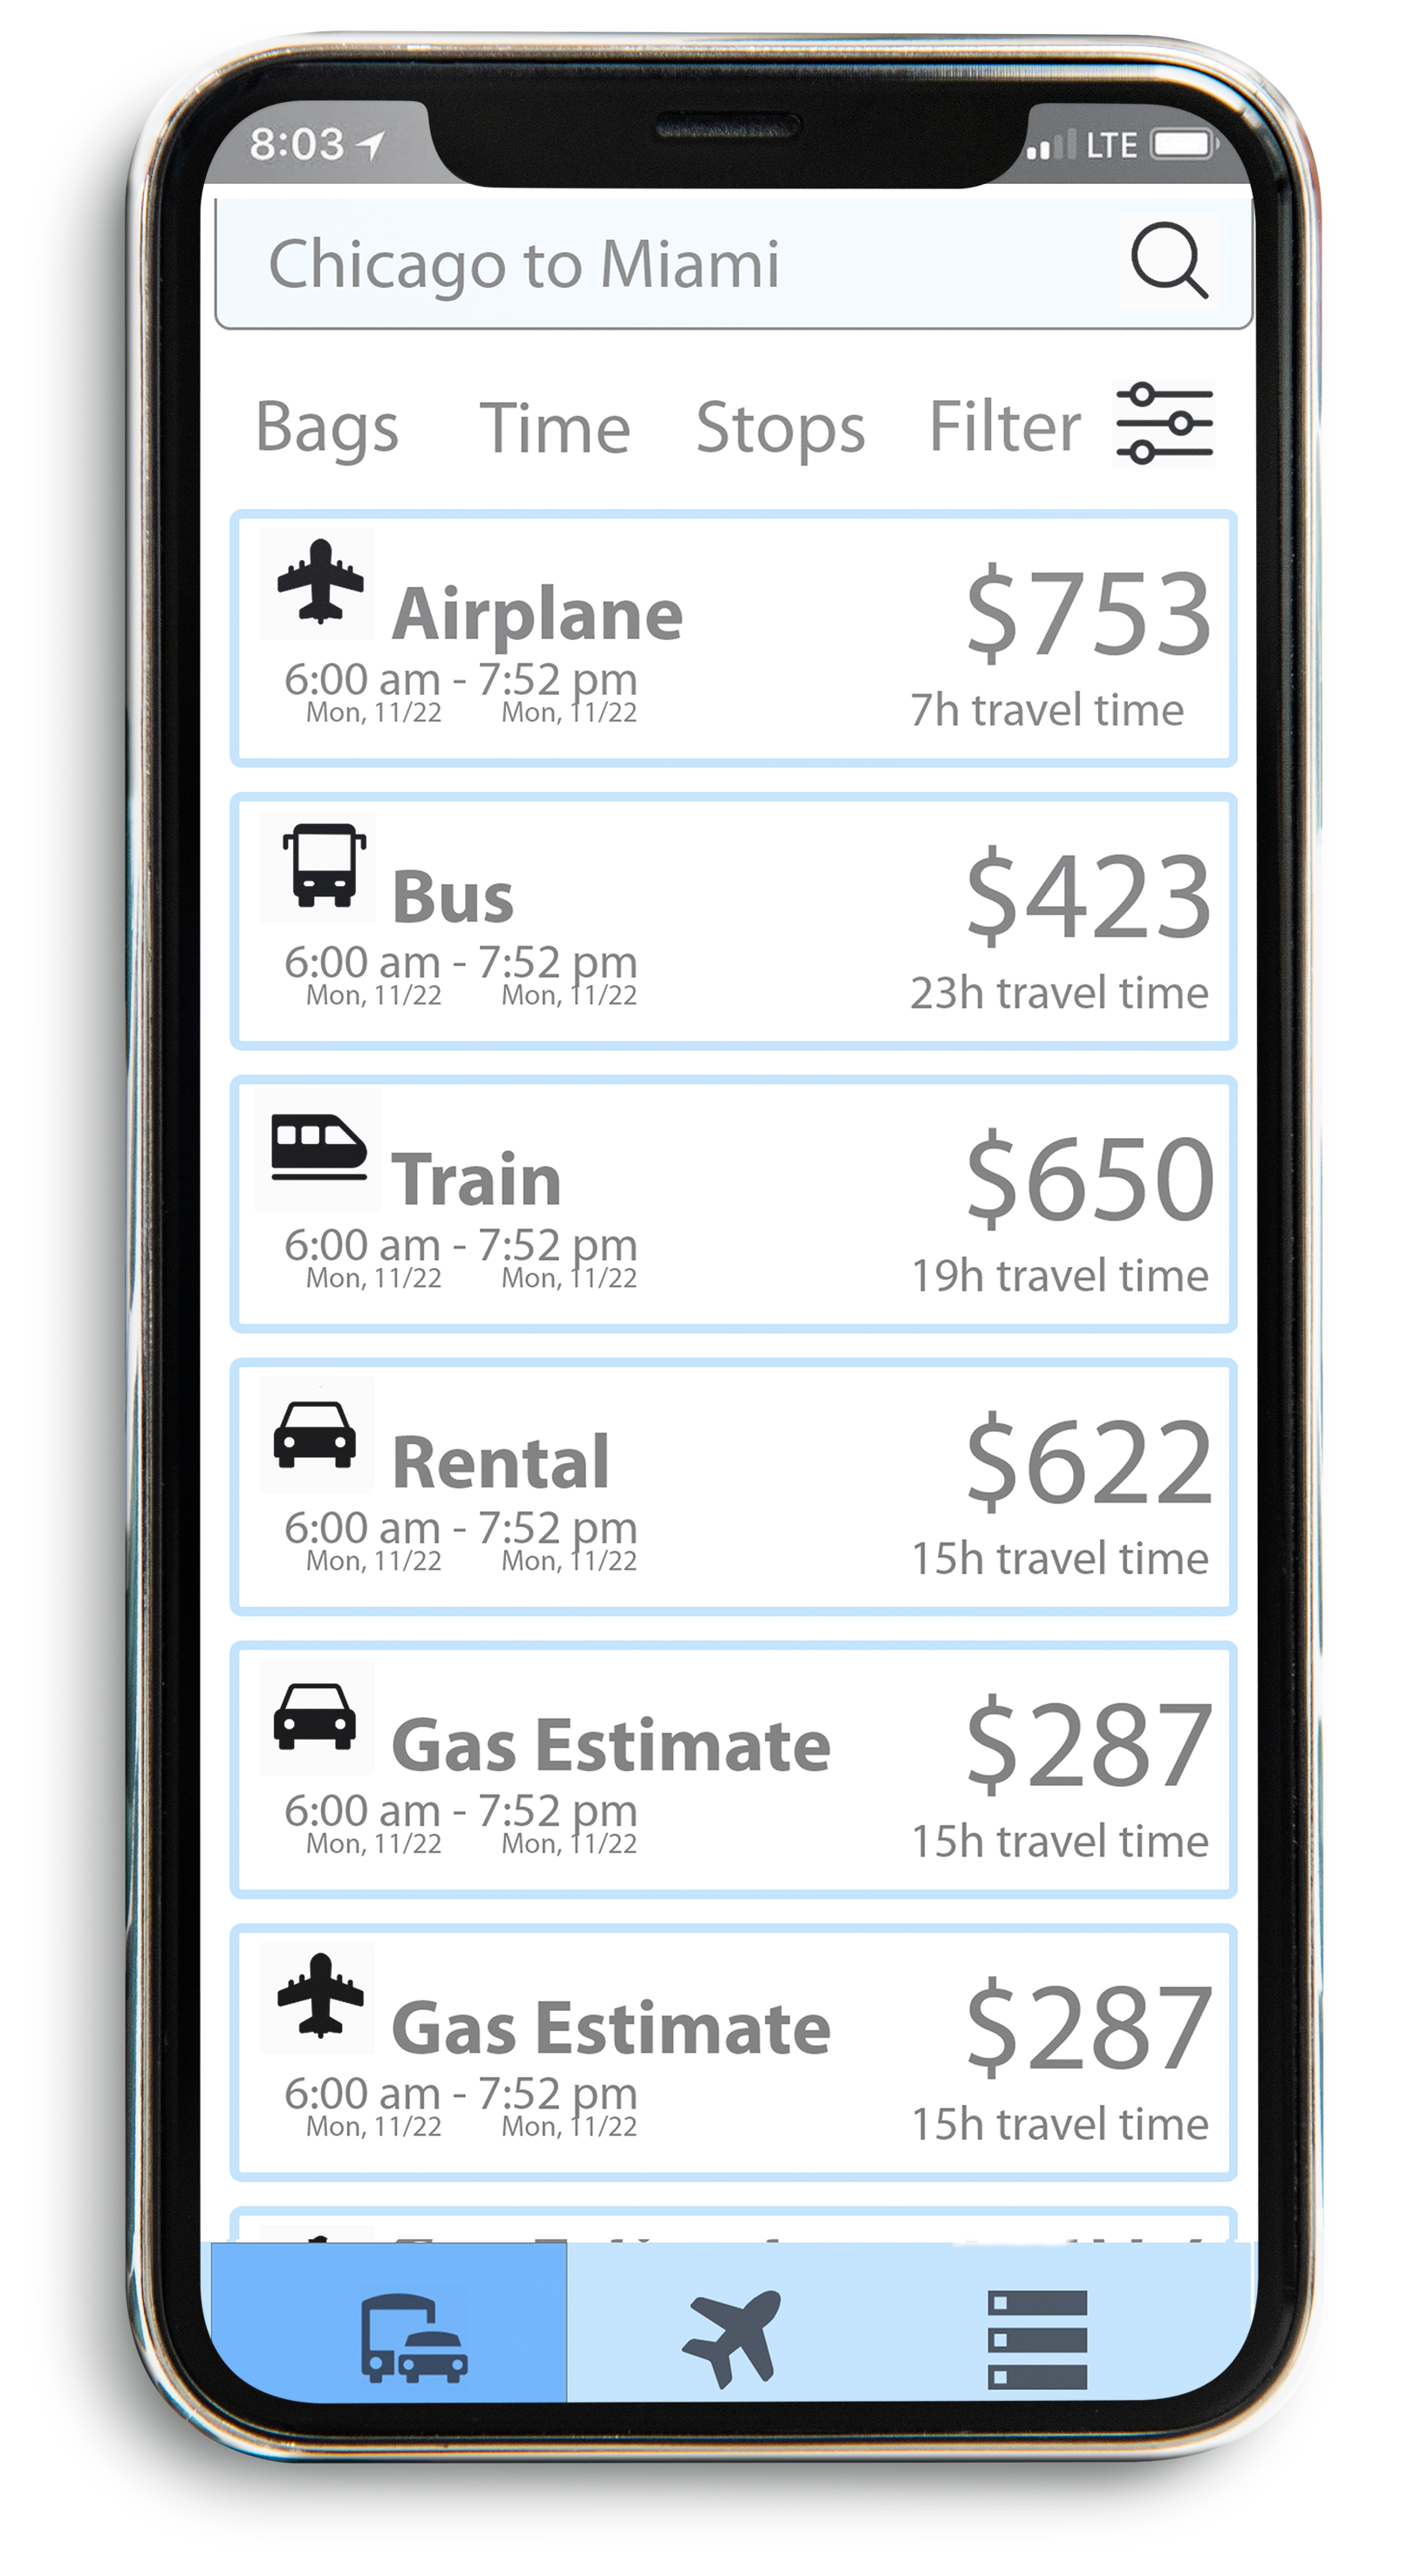 8:03 LTE
Chicago to Miami
Bags Time Stops Filter
Airplane $753
6:00 am - 7:52 pm
Mon, 11/22 Mon, 11/22 7h travel time
Bus $423
6:00 am - 7:52 pm
Mon, 11/22 Mon, 11/22 23h travel time
Train $650
6:00 am - 7:52 pm
Mon, 11/22 Mon, 11/22 19h travel time
Rental $622
6:00 am - 7:52 pm
Mon, 11/22 Mon, 11/22 15h travel time
Gas Estimate $287
6:00 am - 7:52 pm
Mon, 11/22 Mon, 11/22 15h travel time
Gas Estimate $287
6:00 am - 7:52 pm
Mon, 11/22 Mon, 11/22 15h travel time